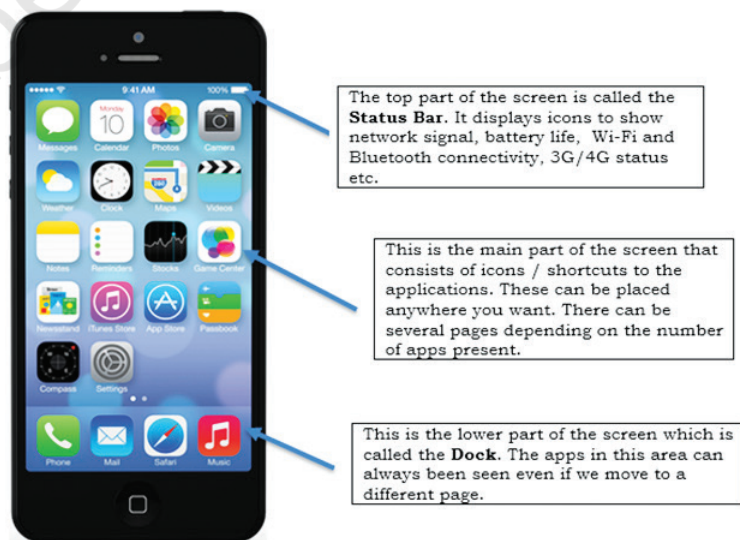 9:41 AM
100%
Messages
Monday
10
Calendar
Photos
Camera
Weather
Clock
Maps
Videos
Notes
Reminders
Stocks
Game Center
Newsstand
iTunes Store
App Store
Passbook
Compass
Settings
Phone
Mail
Safari
Music
The top part of the screen is called the
Status Bar. It displays icons to show
network signal, battery life, Wi-Fi and
Bluetooth connectivity, 3G/4G status
etc.
This is the main part of the screen that
consists of icons / shortcuts to the
applications. These can be placed
anywhere you want. There can be
several pages depending on the number
of apps present.
This is the lower part of the screen which is
called the Dock. The apps in this area can
always been seen even if we move to a
different page.